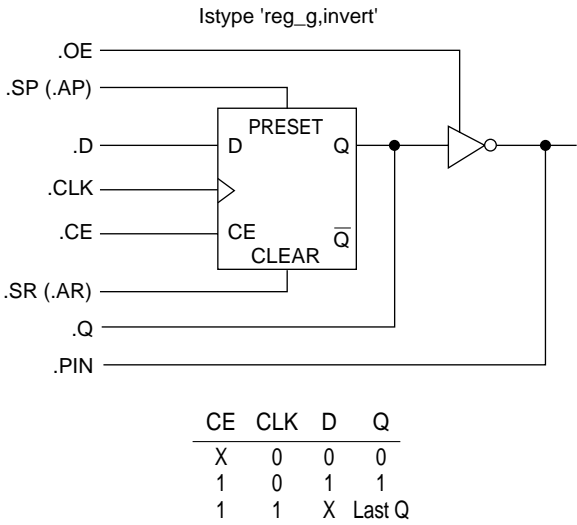 Istype 'reg_g,invert'
.OE
.SP (.AP)
PRESET
.D
D
Q
.CLK
.CE
CE
Q̅
CLEAR
.SR (.AR)
.Q
.PIN
CE CLK D Q
X 0 0 0
1 0 1 1
1 1 X Last Q